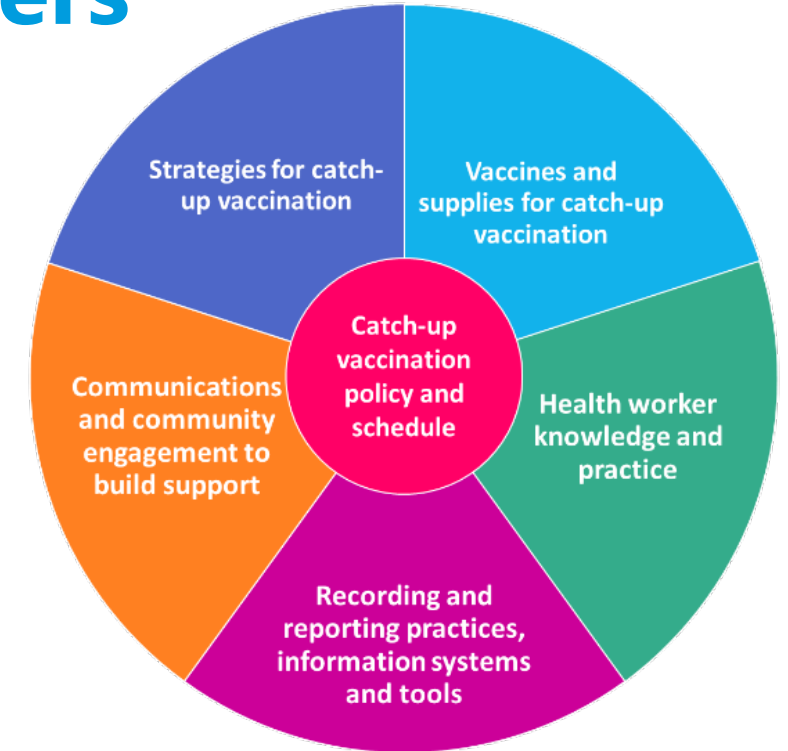 ers
Strategies for catch-
up vaccination
Vaccines and
supplies for catch-up
vaccination
Catch-up
vaccination
policy and
schedule
Health worker
knowledge and
practice
Communications
and community
engagement to
build support
Recording and
reporting practices,
information systems
and tools